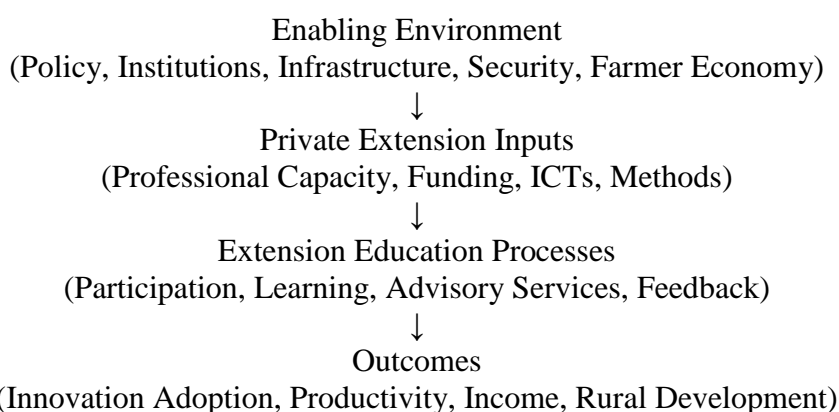 Enabling Environment
(Policy, Institutions, Infrastructure, Security, Farmer Economy)
↓
Private Extension Inputs
(Professional Capacity, Funding, ICTs, Methods)
↓
Extension Education Processes
(Participation, Learning, Advisory Services, Feedback)
↓
Outcomes
(Innovation Adoption, Productivity, Income, Rural Development)